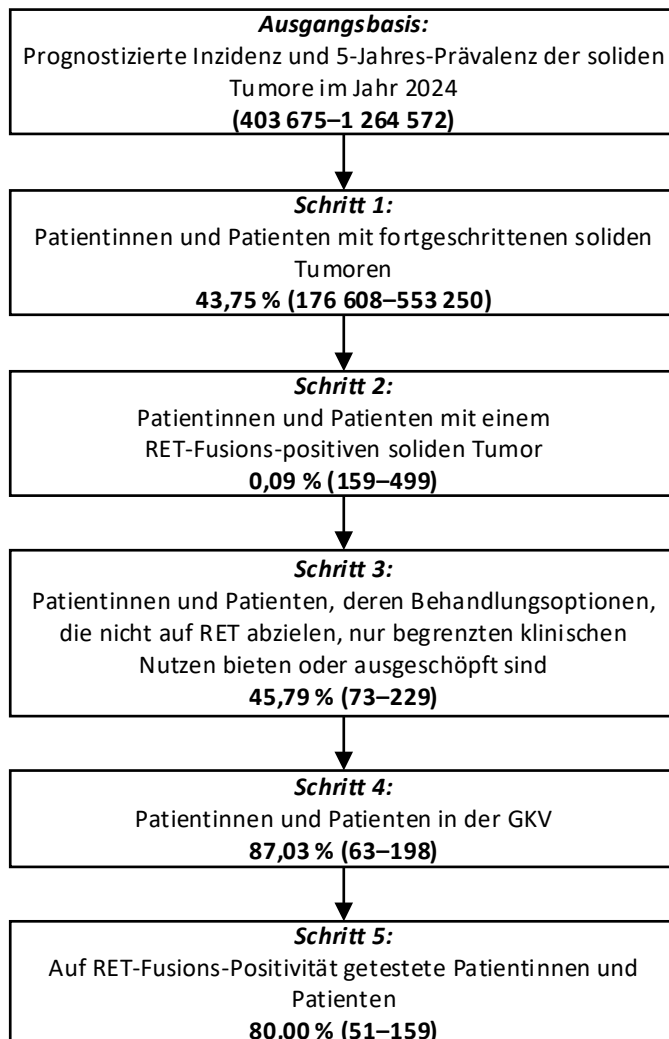 Ausgangsbasis:
Prognostizierte Inzidenz und 5-Jahres-Prävalenz der soliden
Tumore im Jahr 2024
(403 675–1 264 572)
Schritt 1:
Patientinnen und Patienten mit fortgeschrittenen soliden
Tumoren
43,75 % (176 608–553 250)
Schritt 2:
Patientinnen und Patienten mit einem
RET-Fusions-positiven soliden Tumor
0,09 % (159–499)
Schritt 3:
Patientinnen und Patienten, deren Behandlungsoptionen,
die nicht auf RET abzielen, nur begrenzten klinischen
Nutzen bieten oder ausgeschöpft sind
45,79 % (73–229)
Schritt 4:
Patientinnen und Patienten in der GKV
87,03 % (63–198)
Schritt 5:
Auf RET-Fusions-Positivität getestete Patientinnen und
Patienten
80,00 % (51–159)